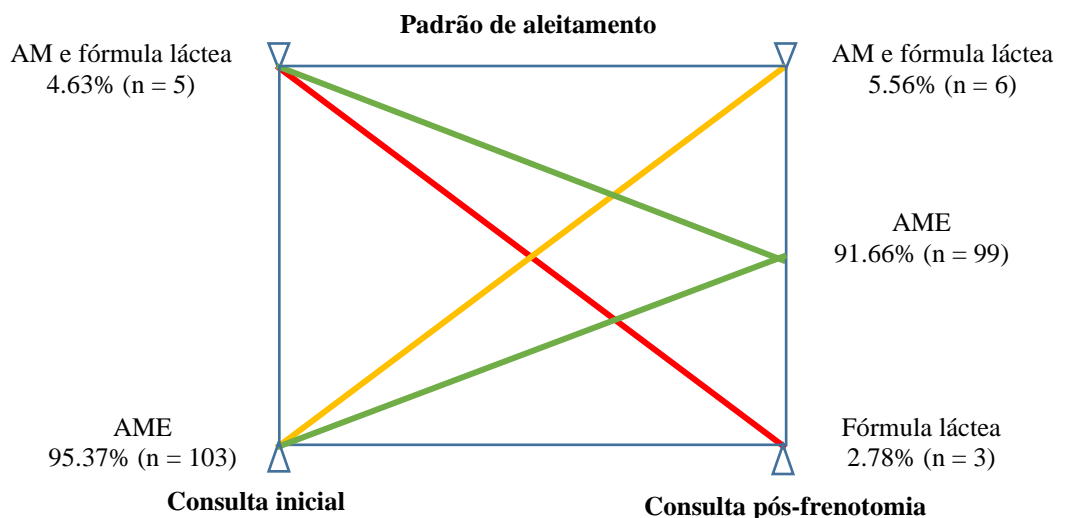 Padrão de aleitamento
AM e fórmula láctea
4.63% (n = 5)
AM e fórmula láctea
5.56% (n = 6)
AME
91.66% (n = 99)
AME
95.37% (n = 103)
Fórmula láctea
2.78% (n = 3)
Consulta inicial
Consulta pós-frenotomia